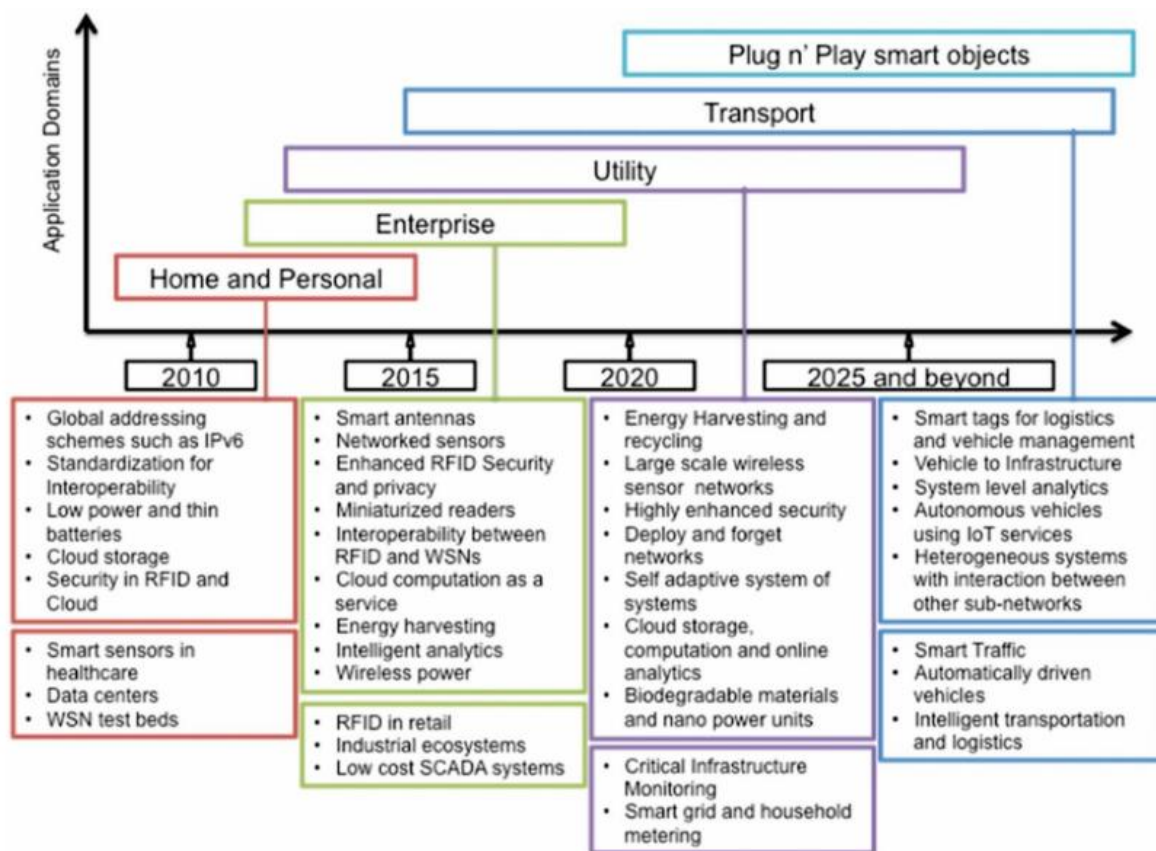 Application Domains
Plug n' Play smart objects
Transport
Utility
Enterprise
Home and Personal
2010
2015
2020
2025 and beyond
• Global addressing
schemes such as IPv6
• Standardization for
Interoperability
• Low power and thin
batteries
• Cloud storage
• Security in RFID and
Cloud
• Smart sensors in
healthcare
• Data centers
• WSN test beds
• Smart antennas
• Networked sensors
• Enhanced RFID Security
and privacy
• Miniaturized readers
• Interoperability between
RFID and WSNs
• Cloud computation as a
service
• Energy harvesting
• Intelligent analytics
• Wireless power
• RFID in retail
• Industrial ecosystems
• Low cost SCADA systems
• Energy Harvesting and
recycling
• Large scale wireless
sensor networks
• Highly enhanced security
• Deploy and forget
networks
• Self adaptive system of
systems
• Cloud storage,
computation and online
analytics
• Biodegradable materials
and nano power units
• Critical Infrastructure
Monitoring
• Smart grid and household
metering
• Smart tags for logistics
and vehicle management
• Vehicle to Infrastructure
• System level analytics
• Autonomous vehicles
using IoT services
• Heterogeneous systems
with interaction between
other sub-networks
• Smart Traffic
• Automatically driven
vehicles
• Intelligent transportation
and logistics